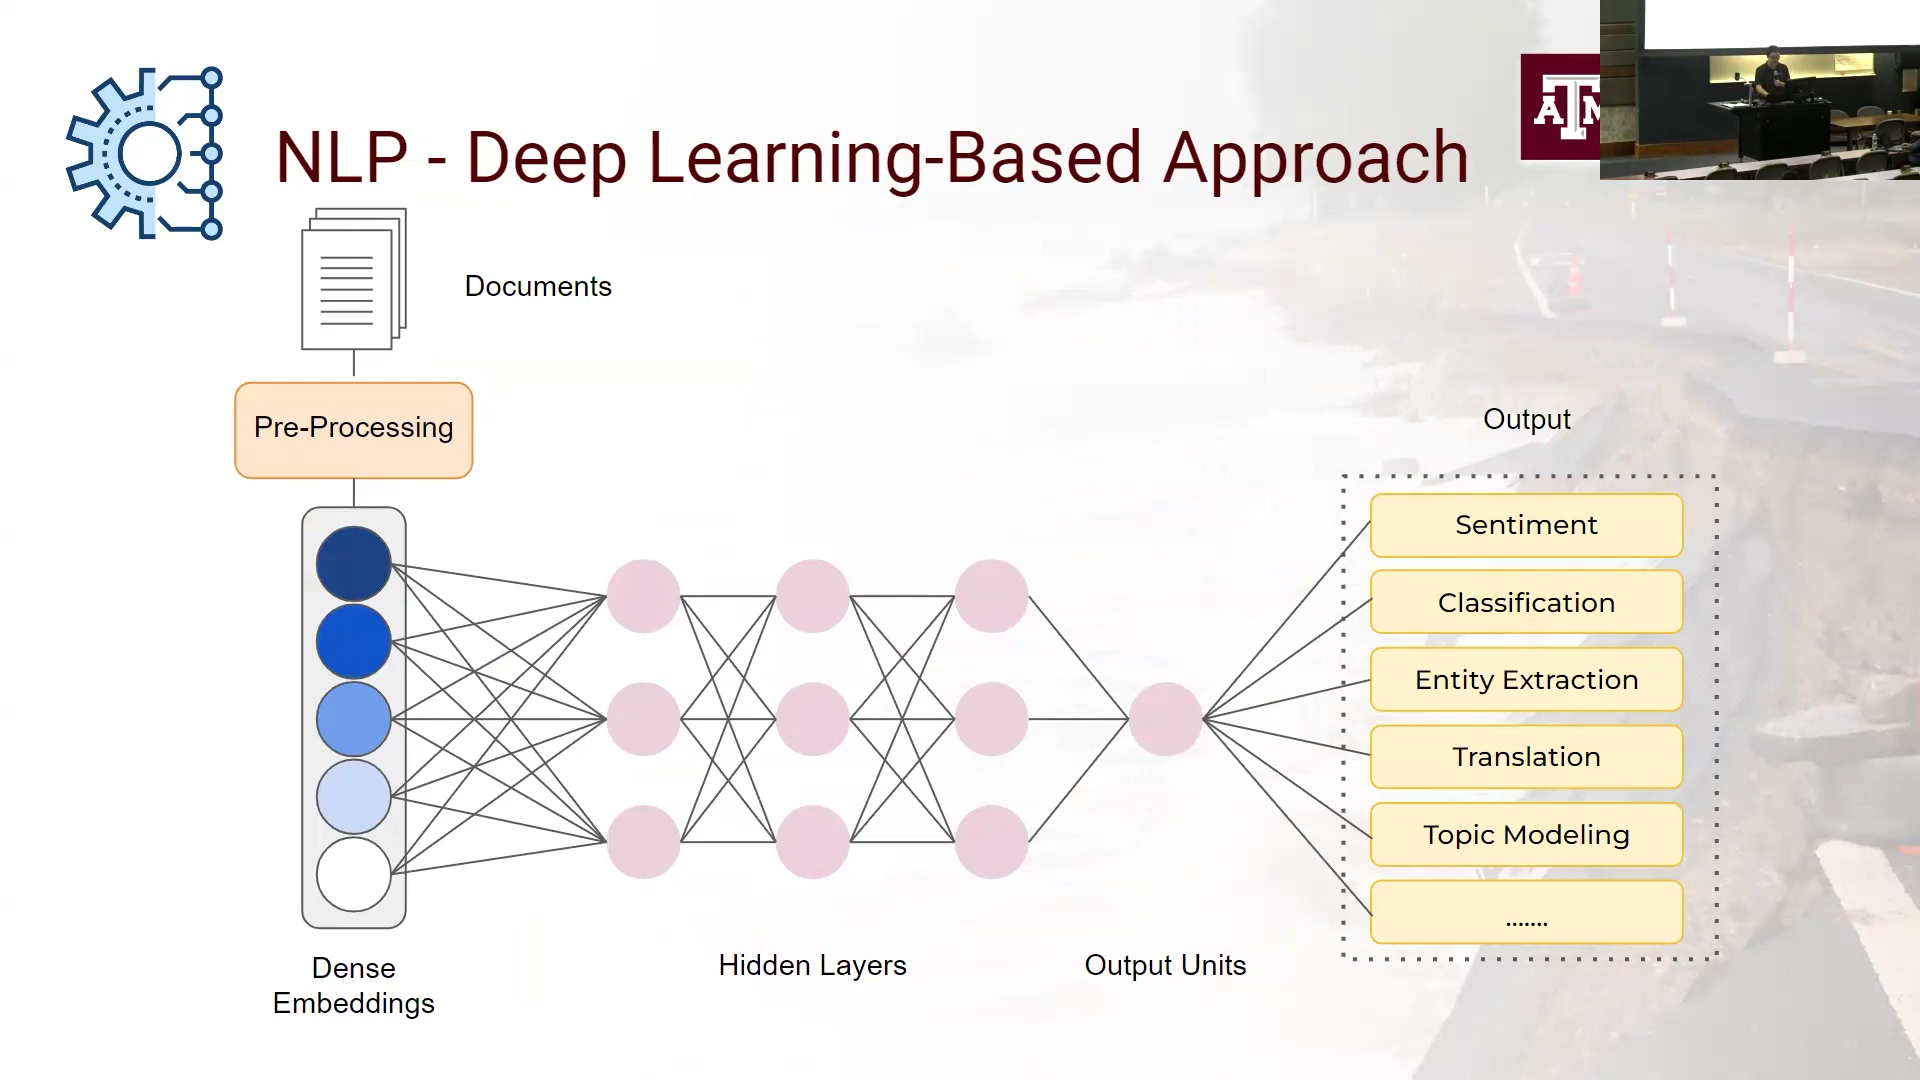 NLP - Deep Learning-Based Approach
ATM
Documents
Pre-Processing
Output
Sentiment
Classification
Entity Extraction
Translation
Topic Modeling
.......
Dense
Embeddings
Hidden Layers
Output Units